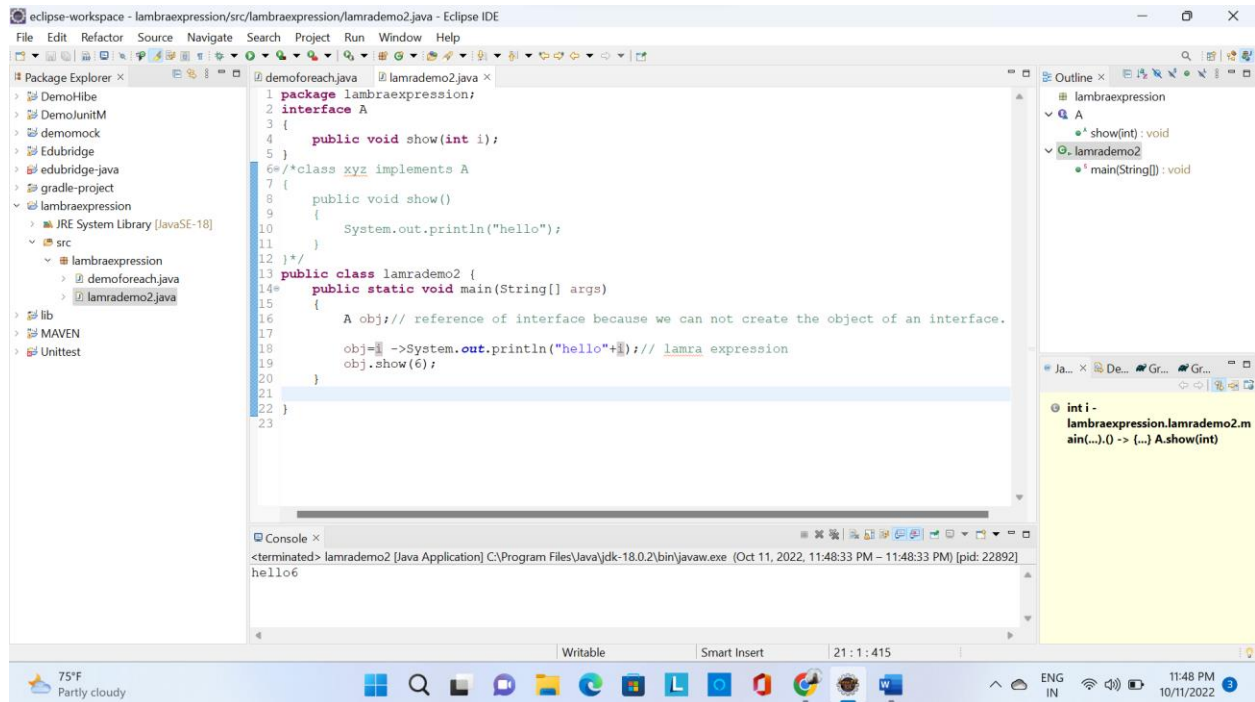 eclipse-workspace - lambraexpression/src/lambraexpression/lamrademo2.java - Eclipse IDE
File Edit Refactor Source Navigate Search Project Run Window Help
Package Explorer
DemoHibe
DemoJunitM
demomock
Edubridge
edubridge-java
gradle-project
lambraexpression
JRE System Library [JavaSE-18]
src
lambraexpression
demoforeach.java
lamrademo2.java
lib
MAVEN
Unittest
demoforeach.java lamrademo2.java
1 package lambraexpression;
2 interface A
3 {
4 public void show(int i);
5 }
6 /*class xyz implements A
7 {
8 public void show()
9 {
10 System.out.println("hello");
11 }
12 }*/
13 public class lamrademo2 {
14 public static void main(String[] args)
15 {
16 A obj;// reference of interface because we can not create the object of an interface.
17
18 obj=i ->System.out.println("hello"+i);// lamra expression
19 obj.show(6);
20 }
21
22 }
23
Outline
lambraexpression
A
show(int) : void
lamrademo2
main(String[]) : void
Ja... De... Gr... Gr...
int i -
lambraexpression.lamrademo2.m
ain(...).() -> {...} A.show(int)
Console
<terminated> lamrademo2 [Java Application] C:\Program Files\Java\jdk-18.0.2\bin\javaw.exe (Oct 11, 2022, 11:48:33 PM – 11:48:33 PM) [pid: 22892]
hello6
Writable Smart Insert 21 : 1 : 415
75°F
Partly cloudy
ENG
IN
11:48 PM
10/11/2022
3